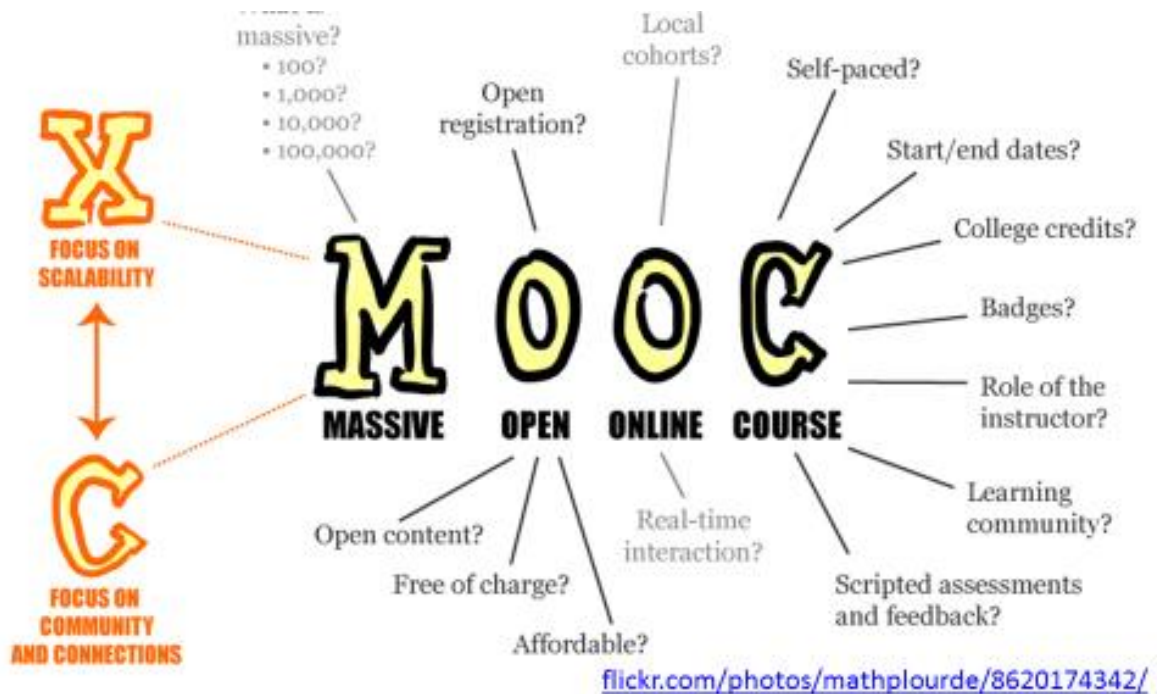 massive?
• 100?
• 1,000?
• 10,000?
• 100,000?
Open
registration?
Local
cohorts?
Self-paced?
Start/end dates?
College credits?
Badges?
Role of the
instructor?
Learning
community?
Scripted assessments
and feedback?
X
FOCUS ON
SCALABILITY
C
FOCUS ON
COMMUNITY
AND CONNECTIONS
MOOC
MASSIVE OPEN ONLINE COURSE
Open content?
Free of charge?
Affordable?
Real-time
interaction?
flickr.com/photos/mathplourde/8620174342/